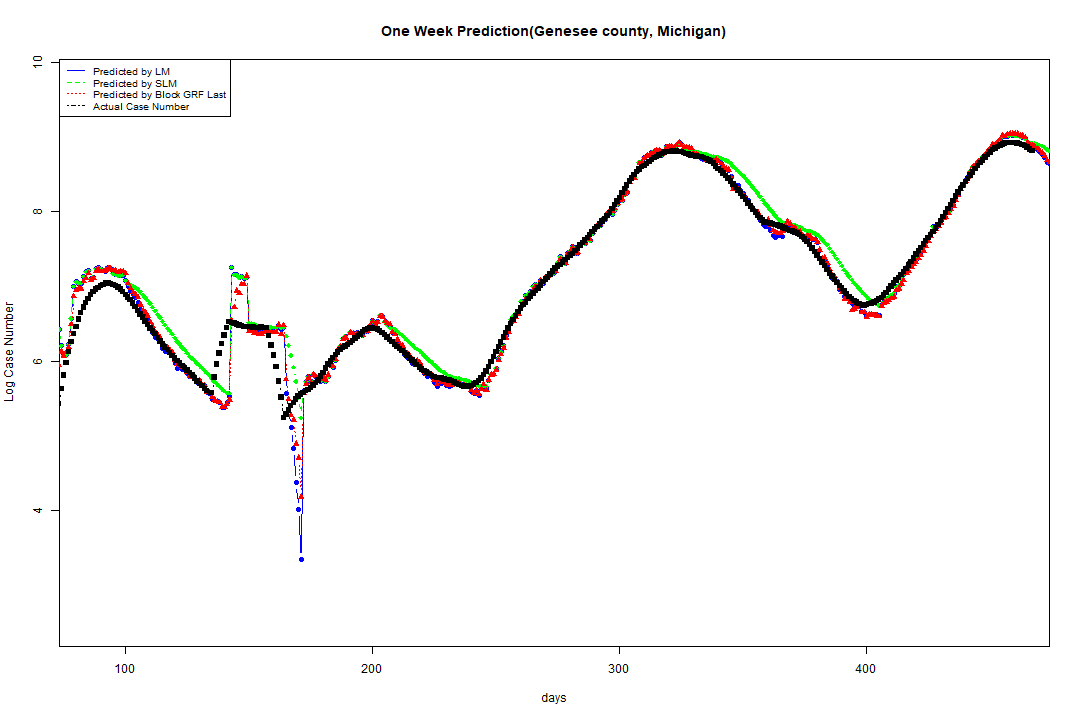 One Week Prediction(Genesee county, Michigan)
Predicted by LM
Predicted by SLM
Predicted by Block GRF Last
Actual Case Number
10
8
6
4
Log Case Number
100 200 300 400
days